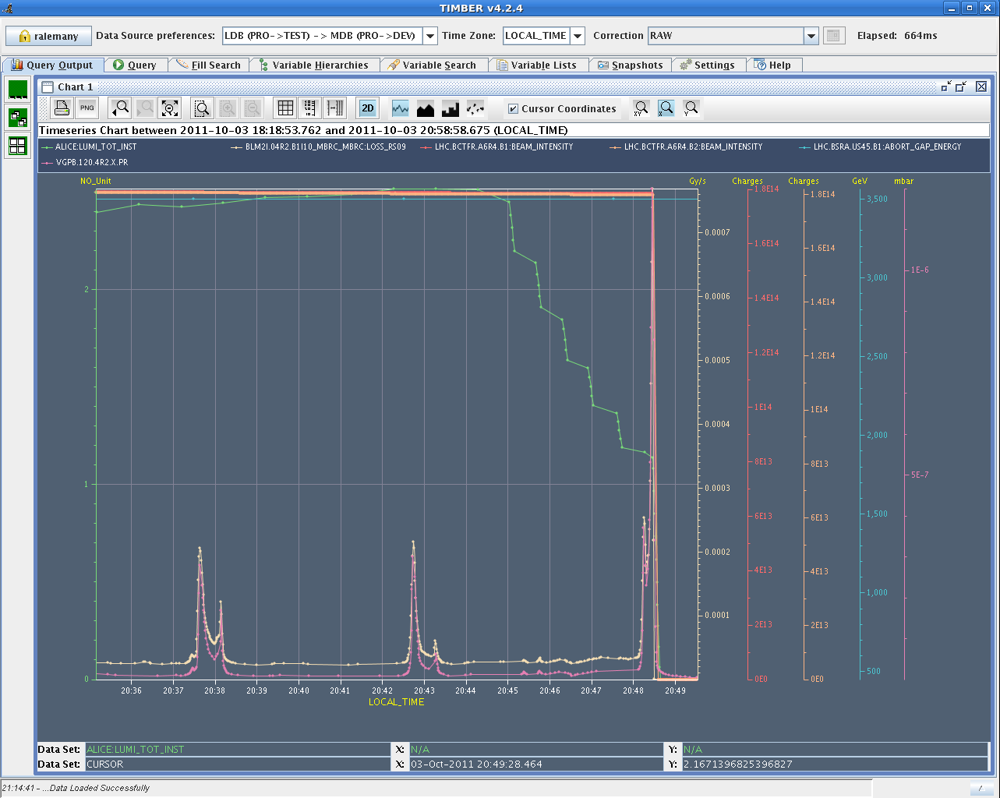 TIMBER v4.2.4
ralemany Data Source preferences: LDB (PRO->TEST) -> MDB (PRO->DEV) Time Zone: LOCAL_TIME Correction RAW Elapsed: 664ms
Query Output Query Fill Search Variable Hierarchies Variable Search Variable Lists Snapshots Settings Help
Chart 1
PNG 2D Cursor Coordinates XY X Y
Timeseries Chart between 2011-10-03 18:18:53.762 and 2011-10-03 20:58:58.675 (LOCAL_TIME)
ALICE:LUMI_TOT_INST BLM2I.04R2.B1I10_MBRC_MBRC:LOSS_RS09 LHC.BCTFR.A6R4.B1:BEAM_INTENSITY LHC.BCTFR.A6R4.B2:BEAM_INTENSITY LHC.BSRA.US45.B1:ABORT_GAP_ENERGY
VGPB.120.4R2.X.PR
NO_Unit Gy/s Charges Charges GeV mbar
1.8E14
1.8E14
3,500
0.0007
1.6E14
1.6E14
1E-6
3,000
2
0.0006
1.4E14
1.4E14
1.2E14
1.2E14
2,500
0.0005
1E14
1E14
0.0004
2,000
8E13
8E13
5E-7
1
0.0003
1,500
6E13
6E13
0.0002
4E13
4E13
1,000
0.0001
2E13
2E13
500
0 0E0 0E0
20:36 20:37 20:38 20:39 20:40 20:41 20:42 20:43 20:44 20:45 20:46 20:47 20:48 20:49
LOCAL_TIME
Data Set: ALICE:LUMI_TOT_INST X: N/A Y: N/A
Data Set: CURSOR X: 03-Oct-2011 20:49:28.464 Y: 2.1671396825396827
21:14:41 - ...Data Loaded Successfully